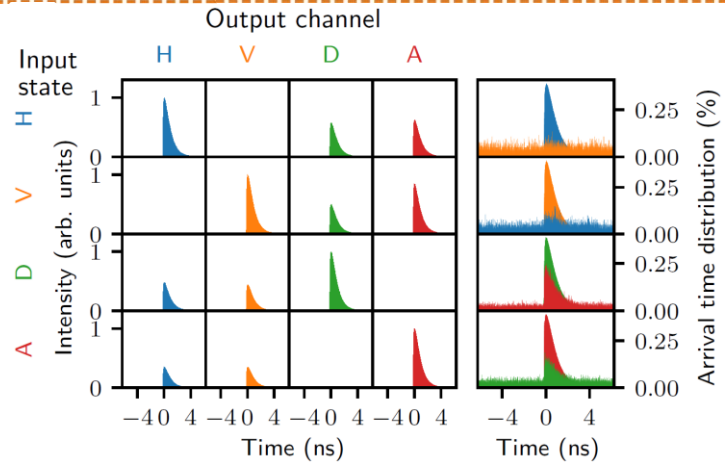 Output channel
Input state
H V D A
H
V
D
A
Intensity (arb. units)
1
0
1
0
1
0
1
0
0.25
0.00
0.25
0.00
0.25
0.00
0.25
0.00
Arrival time distribution (%)
−4 0 4 −4 0 4 −4 0 4 −4 0 4 −4 0 4
Time (ns) Time (ns)